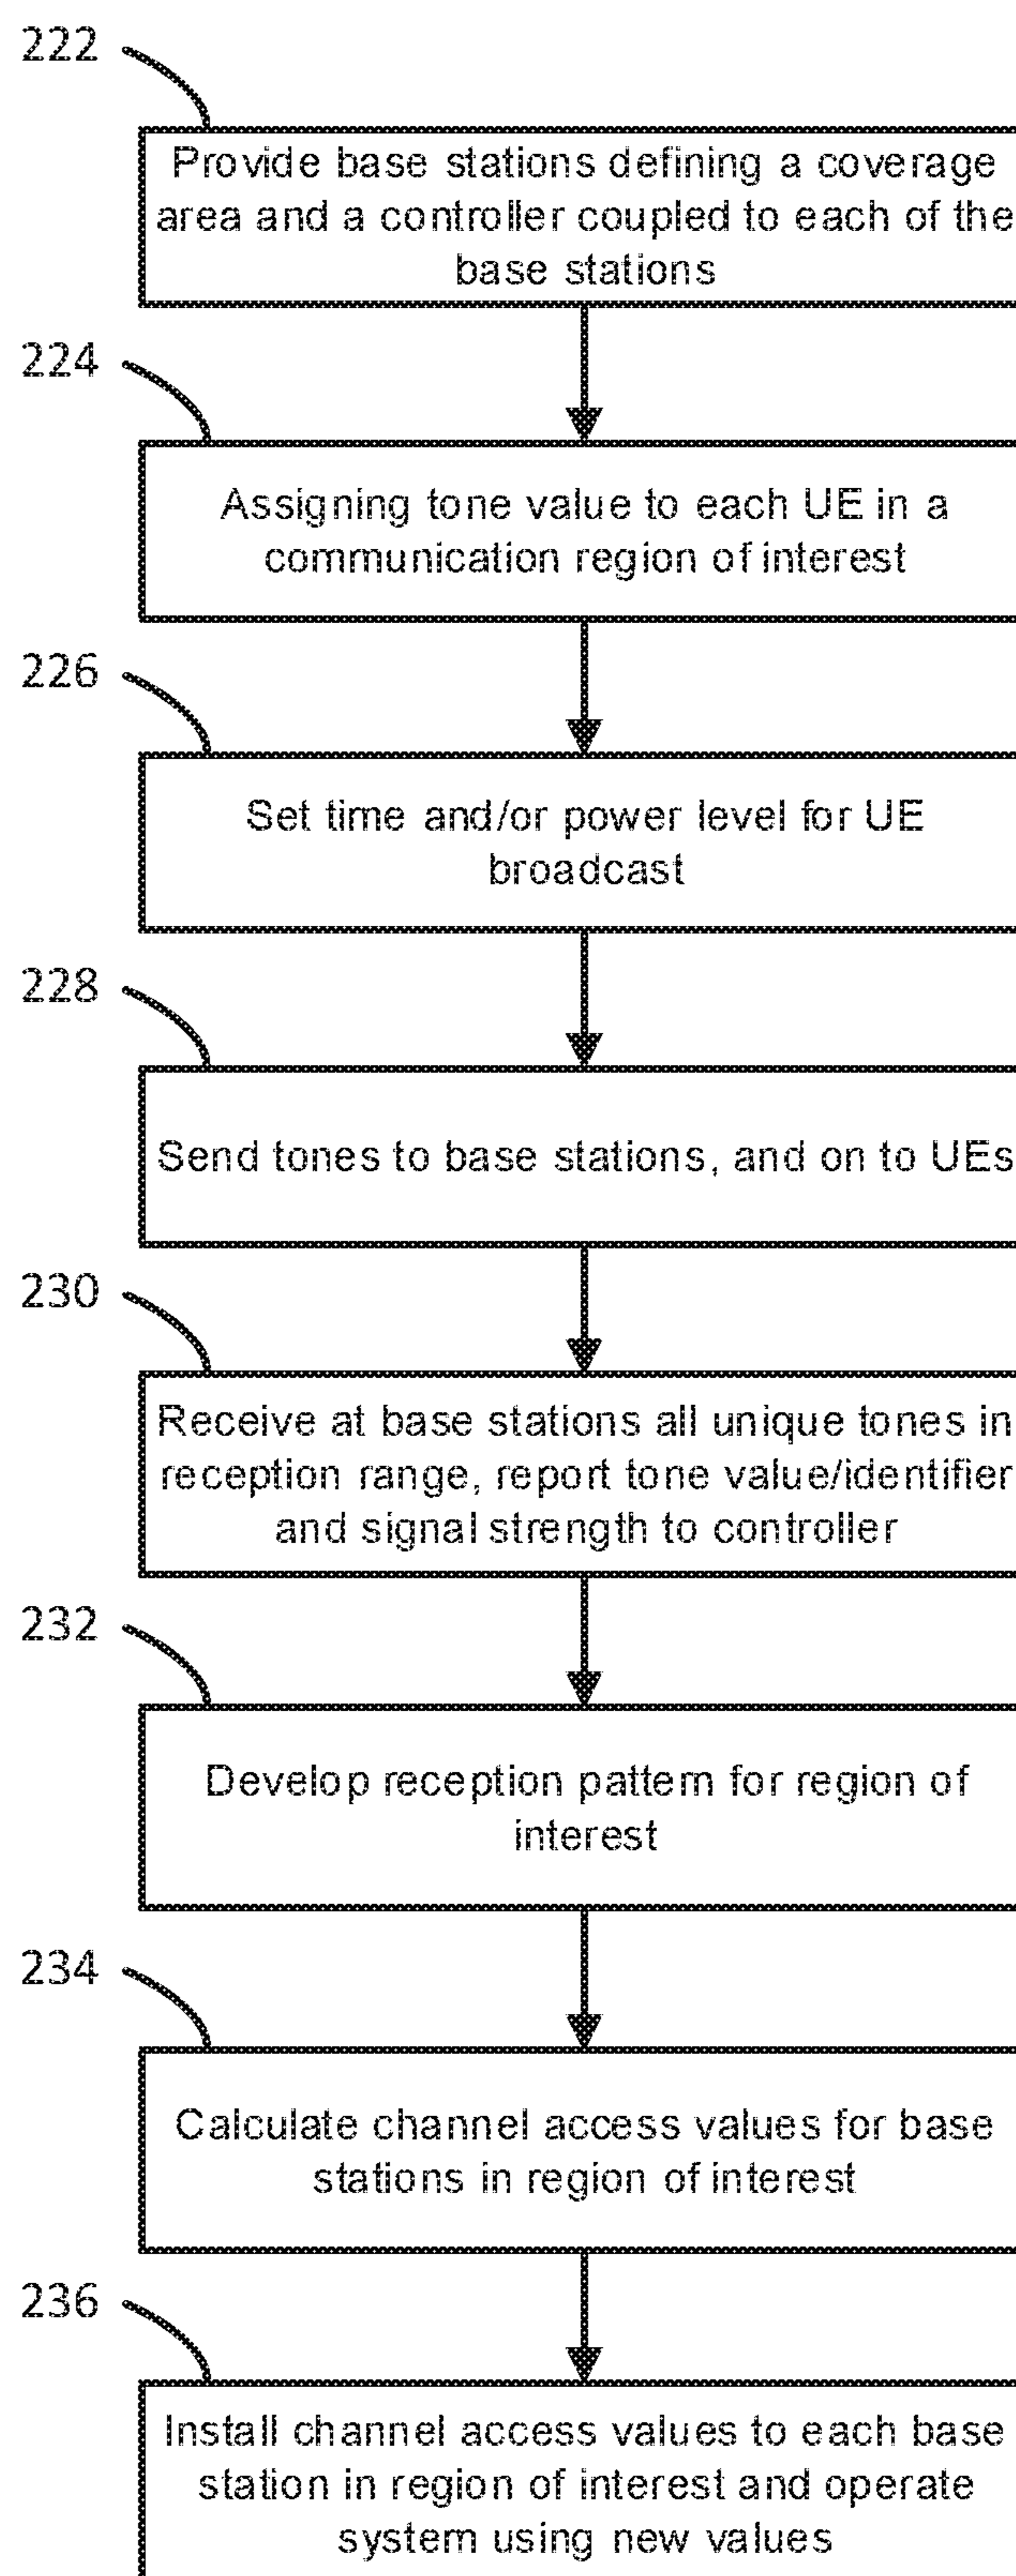 222
Provide base stations defining a coverage
area and a controller coupled to each of the
base stations
224
Assigning tone value to each UE in a
communication region of interest
226
Set time and/or power level for UE
broadcast
228
Send tones to base stations, and on to UEs
230
Receive at base stations all unique tones in
reception range, report tone value/identifier
and signal strength to controller
232
Develop reception pattern for region of
interest
234
Calculate channel access values for base
stations in region of interest
236
Install channel access values to each base
station in region of interest and operate
system using new values